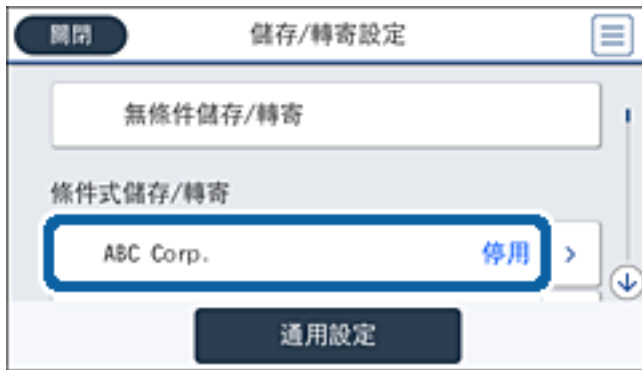 關閉 儲存/轉寄設定
無條件儲存/轉寄
條件式儲存/轉寄
ABC Corp. 停用 >
通用設定